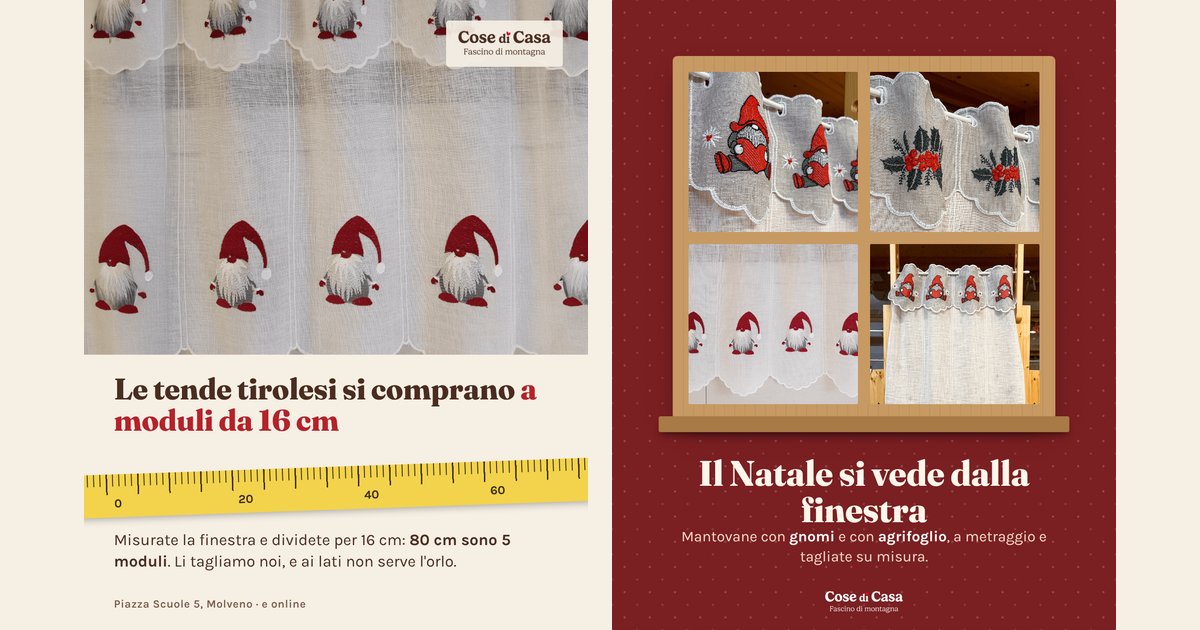 Cose di Casa
Fascino di montagna
Le tende tirolesi si comprano a
moduli da 16 cm
0 20 40 60
Misurate la finestra e dividete per 16 cm: 80 cm sono 5
moduli. Li tagliamo noi, e ai lati non serve l'orlo.
Piazza Scuole 5, Molveno · e online
Il Natale si vede dalla
finestra
Mantovane con gnomi e con agrifoglio, a metraggio e
tagliate su misura.
Cose di Casa
Fascino di montagna